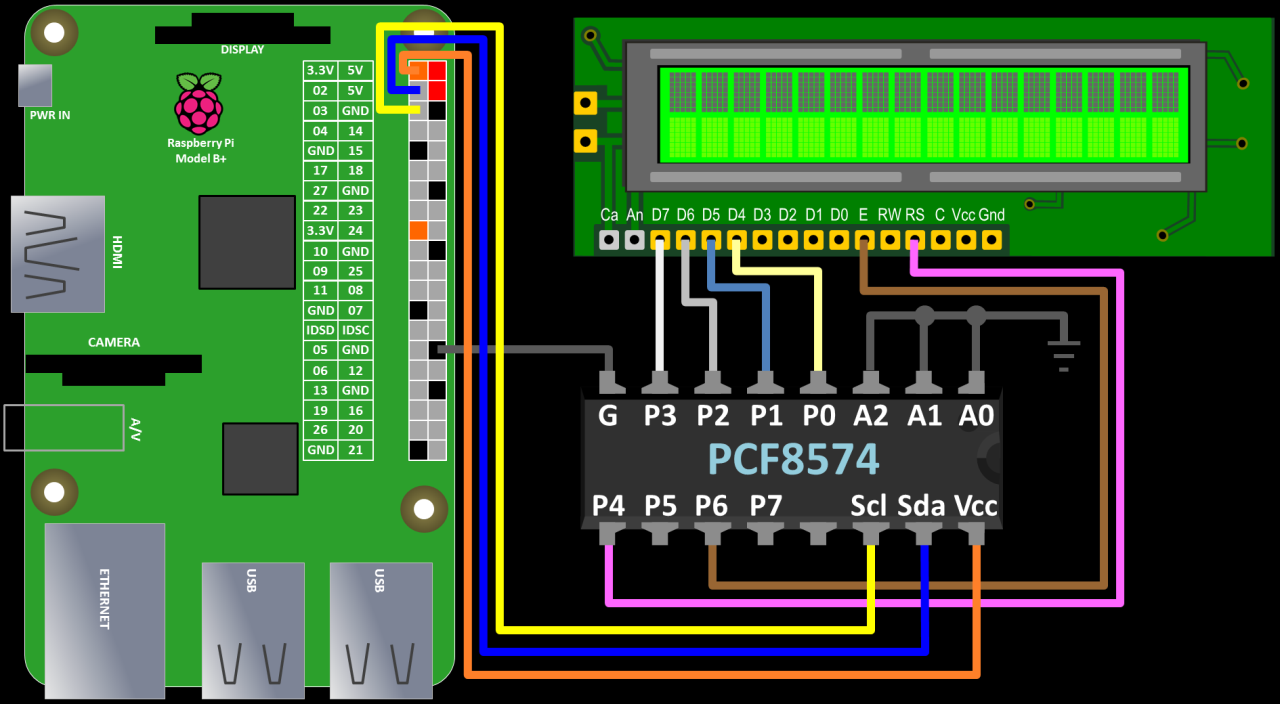 DISPLAY
PWR IN
Raspberry Pi
Model B+
3.3V 5V
02 5V
03 GND
04 14
GND 15
17 18
27 GND
22 23
3.3V 24
10 GND
09 25
11 08
GND 07
IDSD IDSC
05 GND
06 12
13 GND
19 16
26 20
GND 21
HDMI
CAMERA
A/V
ETHERNET
USB
USB
Ca An D7 D6 D5 D4 D3 D2 D1 D0 E RW RS C Vcc Gnd
G P3 P2 P1 P0 A2 A1 A0
PCF8574
P4 P5 P6 P7 Scl Sda Vcc